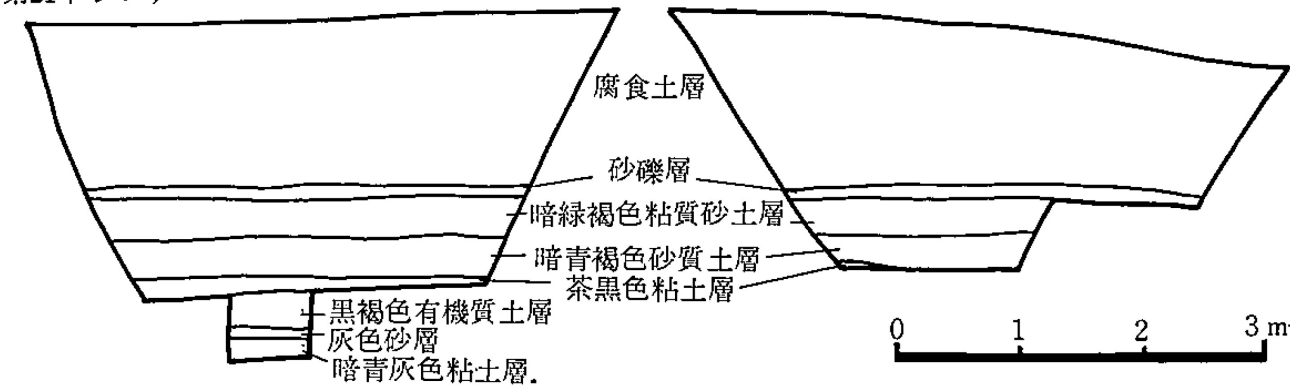 腐食土層
砂礫層
暗緑褐色粘質砂土層
暗青褐色砂質土層
茶黒色粘土層
黒褐色有機質土層
灰色砂層
暗青灰色粘土層.
0 1 2 3 m